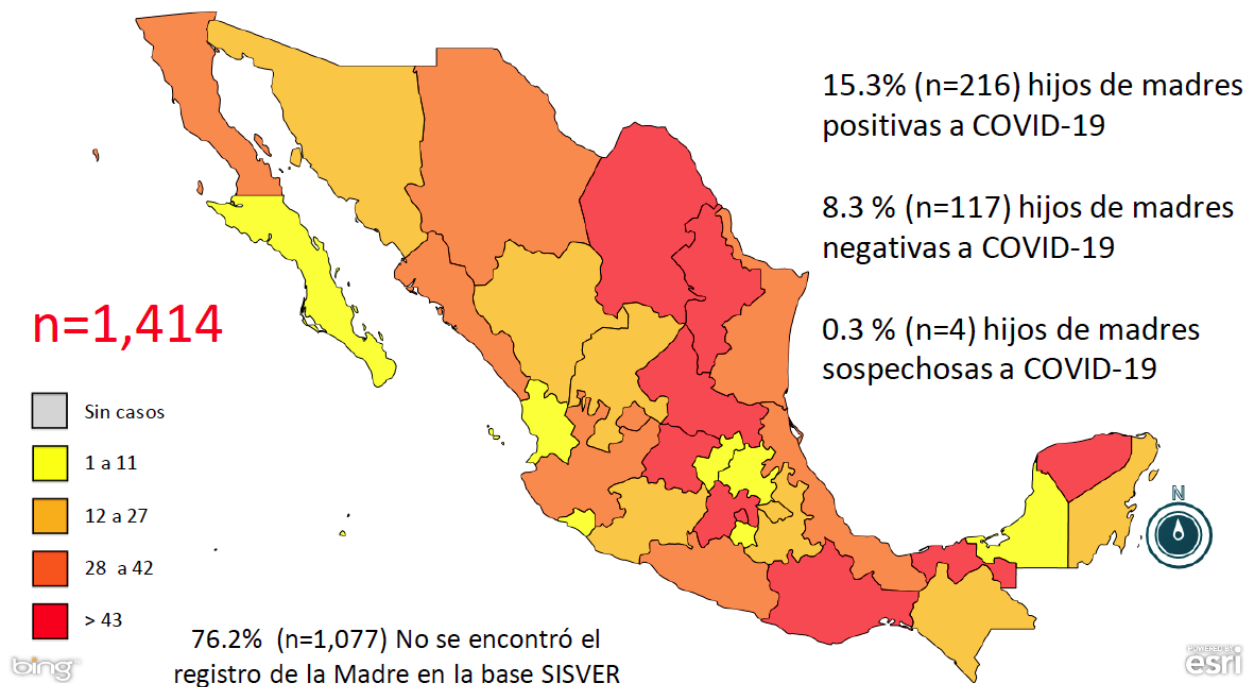 15.3% (n=216) hijos de madres
positivas a COVID-19
8.3 % (n=117) hijos de madres
negativas a COVID-19
0.3 % (n=4) hijos de madres
sospechosas a COVID-19
n=1,414
Sin casos
1 a 11
12 a 27
28 a 42
> 43
76.2% (n=1,077) No se encontró el
registro de la Madre en la base SISVER
N
bing
POWERED BY
esri